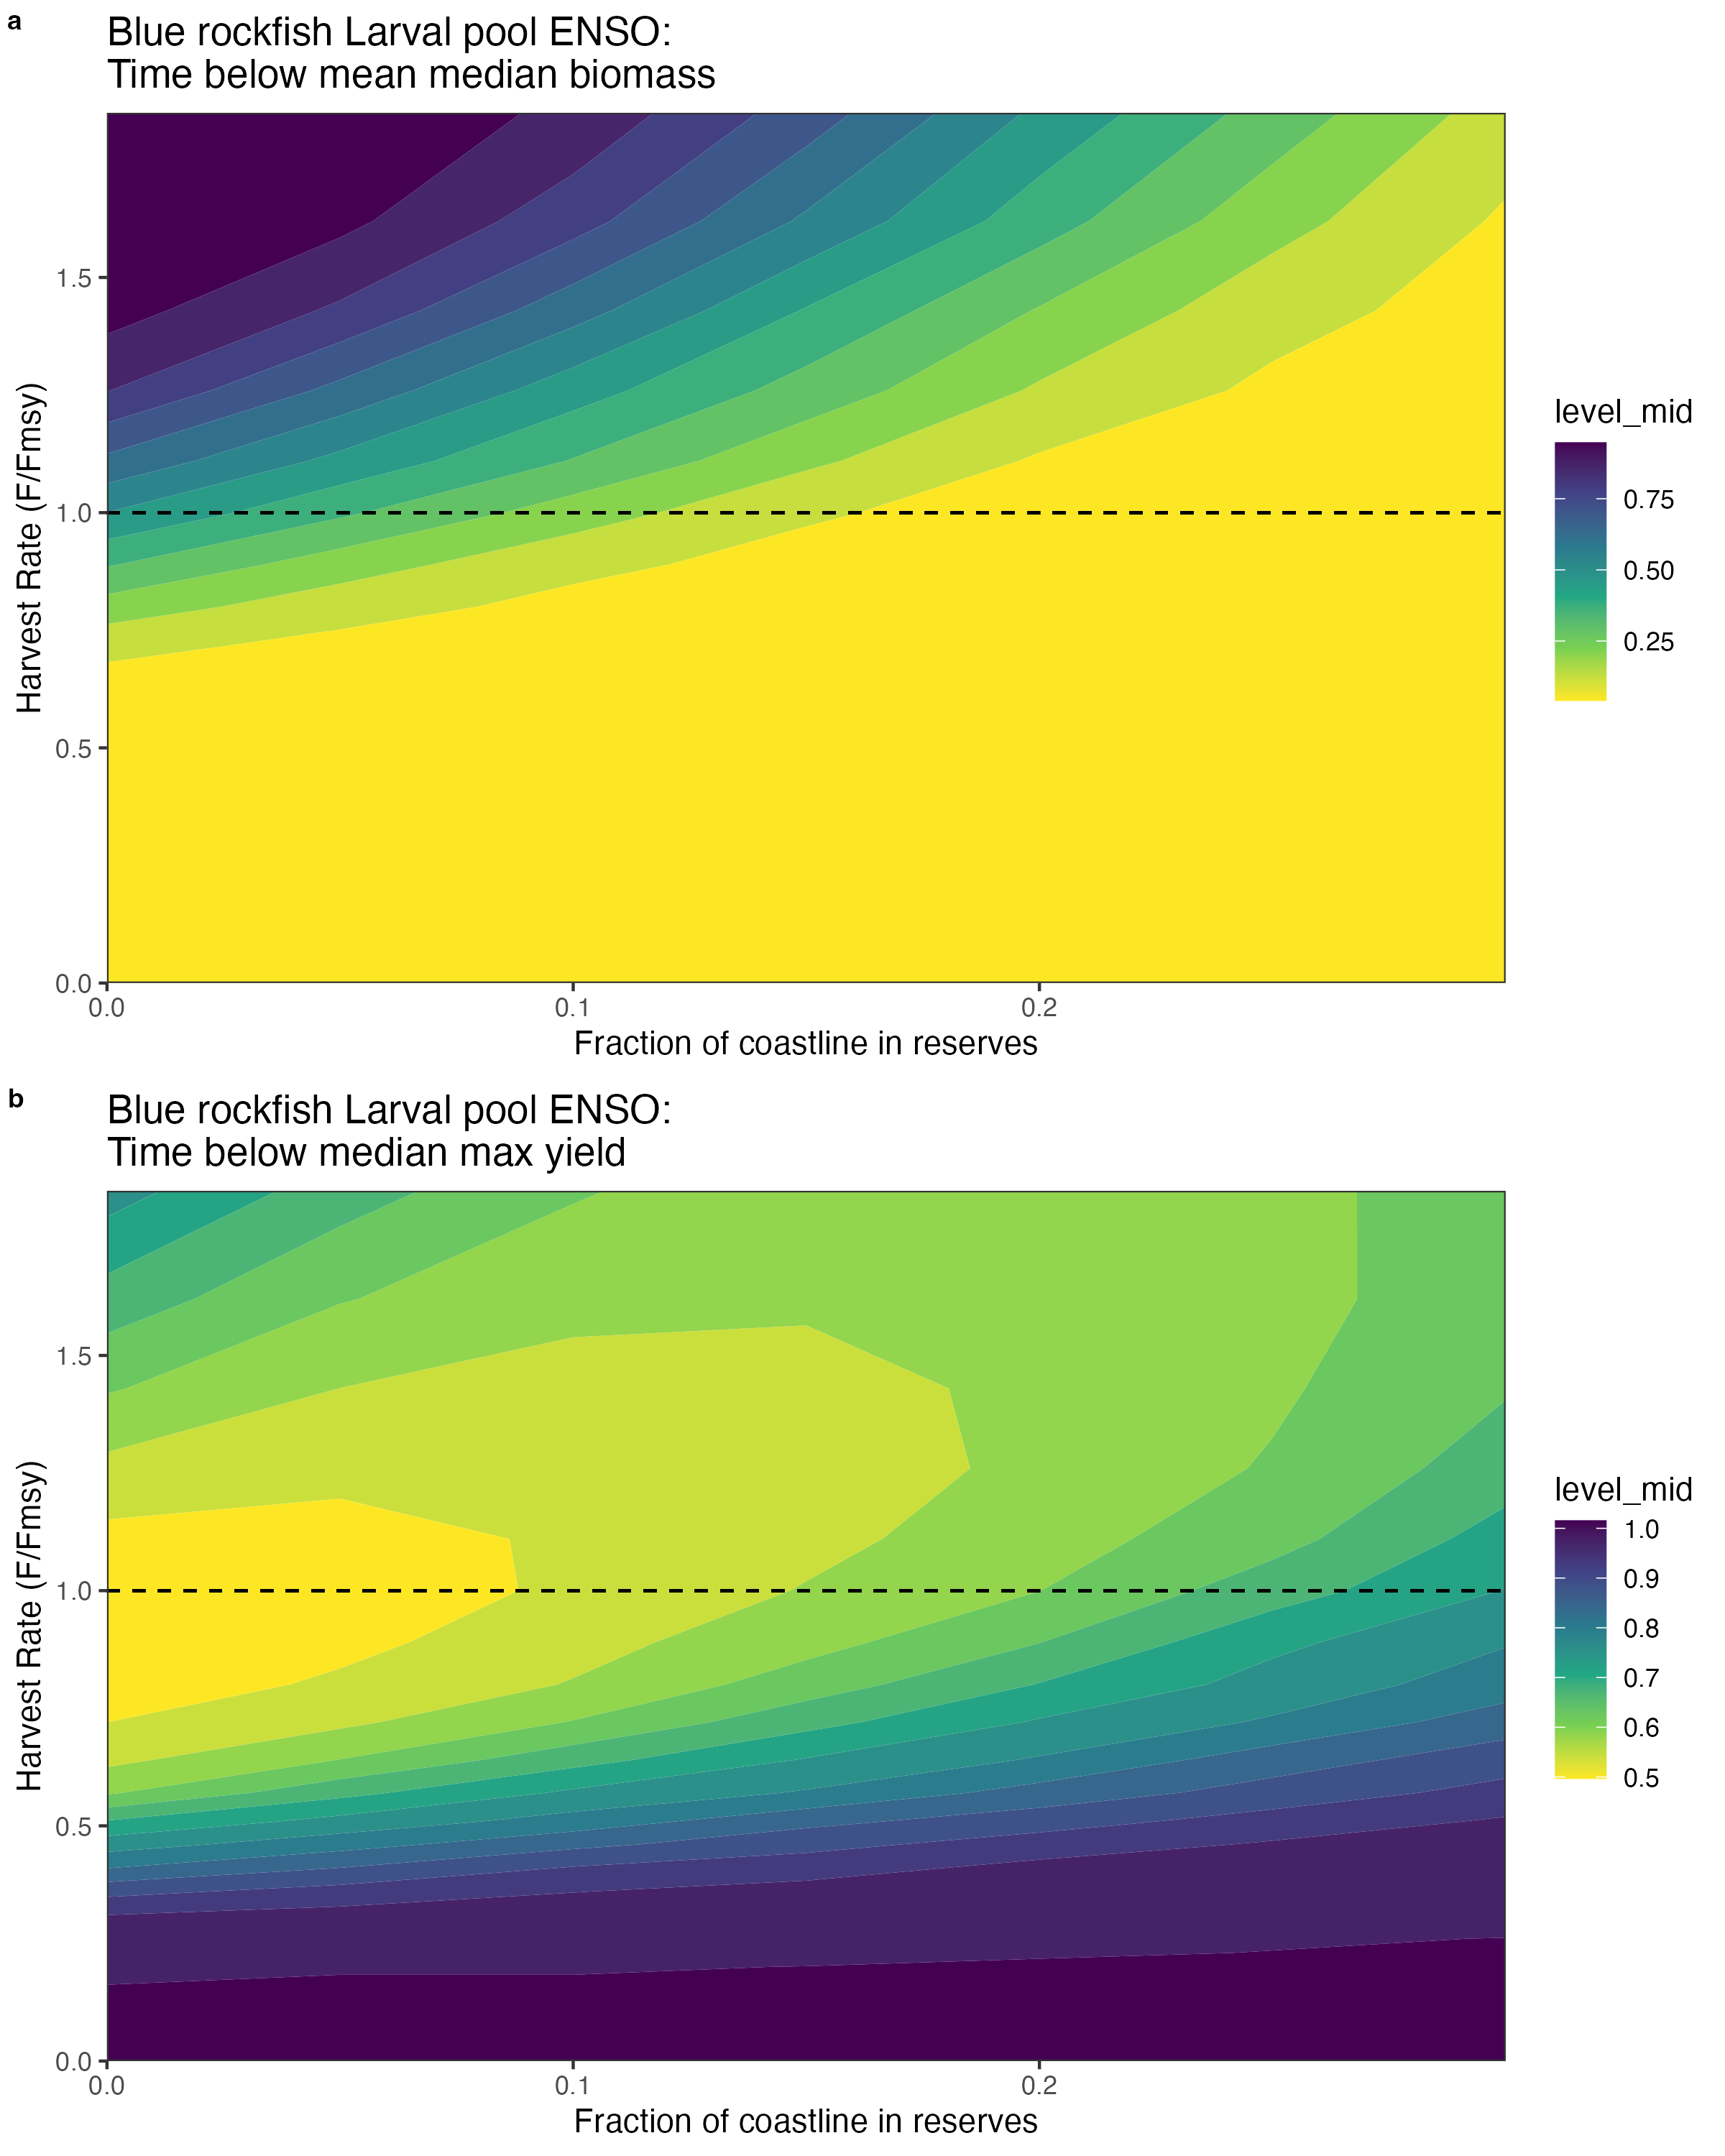 a
Blue rockfish Larval pool ENSO:
Time below mean median biomass
Harvest Rate (F/Fmsy)
1.5
1.0
0.5
0.0
0.0
0.1
0.2
Fraction of coastline in reserves
level_mid
0.75
0.50
0.25
b
Blue rockfish Larval pool ENSO:
Time below median max yield
Harvest Rate (F/Fmsy)
1.5
1.0
0.5
0.0
0.0
0.1
0.2
Fraction of coastline in reserves
level_mid
1.0
0.9
0.8
0.7
0.6
0.5